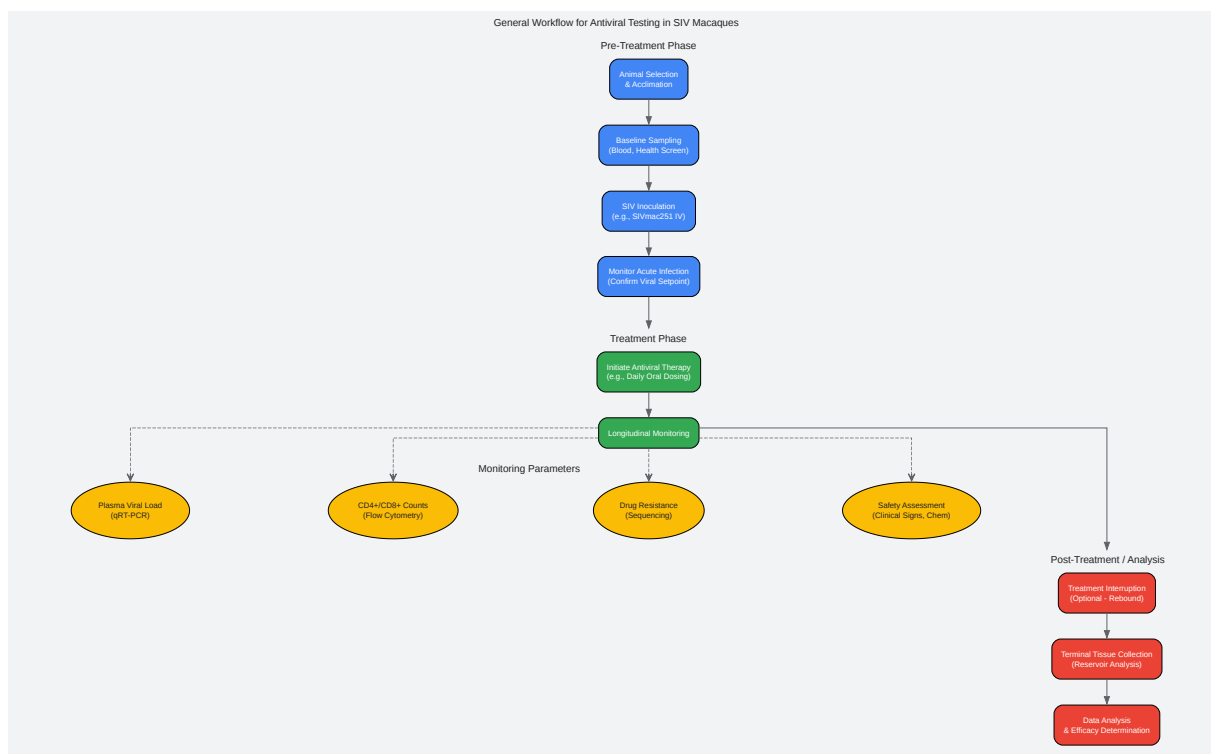 General Workflow for Antiviral Testing in SIV Macaques
Pre-Treatment Phase
Animal Selection
& Acclimation
Baseline Sampling
(Blood, Health Screen)
SIV Inoculation
(e.g., SIVmac251 IV)
Monitor Acute Infection
(Confirm Viral Setpoint)
Treatment Phase
Initiate Antiviral Therapy
(e.g., Daily Oral Dosing)
Longitudinal Monitoring
Monitoring Parameters
Plasma Viral Load
(qRT-PCR)
CD4+/CD8+ Counts
(Flow Cytometry)
Drug Resistance
(Sequencing)
Safety Assessment
(Clinical Signs, Chem)
Post-Treatment / Analysis
Treatment Interruption
(Optional - Rebound)
Terminal Tissue Collection
(Reservoir Analysis)
Data Analysis
& Efficacy Determination